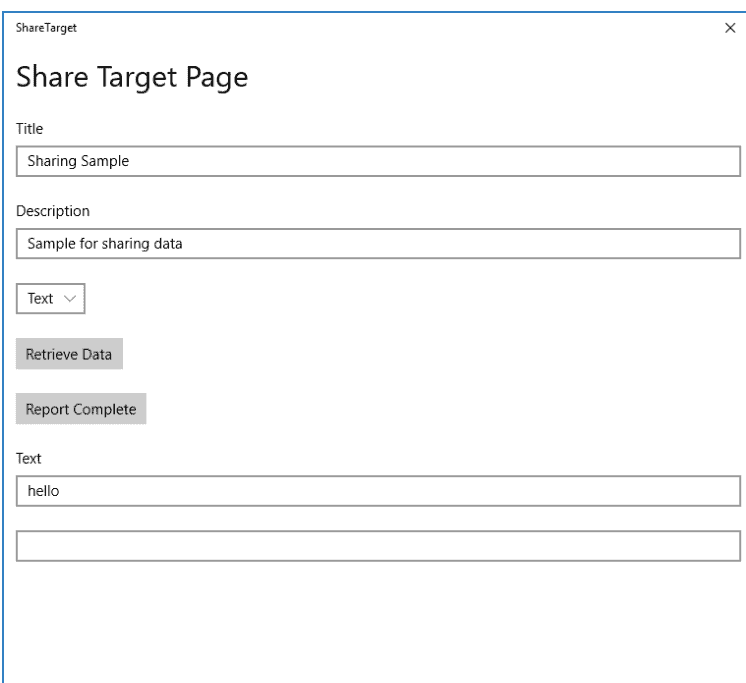 ShareTarget
Share Target Page
Title
Sharing Sample
Description
Sample for sharing data
Text
Retrieve Data
Report Complete
Text
hello